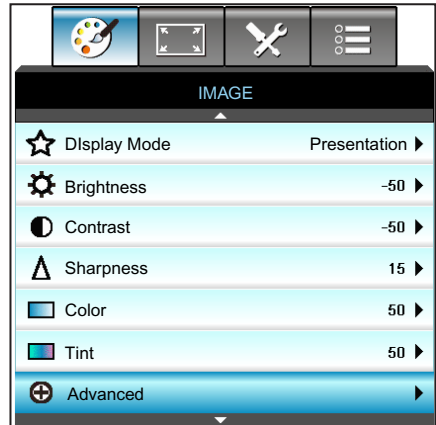 IMAGE
DIsplay Mode Presentation
Brightness -50
Contrast -50
Sharpness 15
Color 50
Tint 50
Advanced